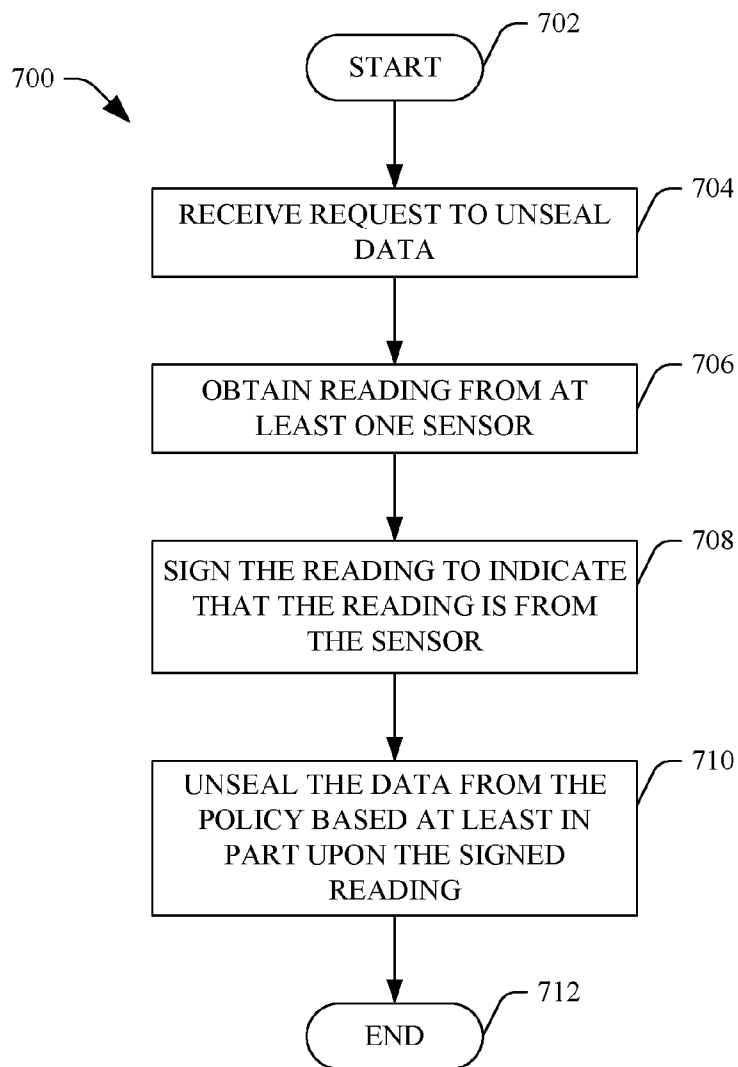 702
START
700
704
RECEIVE REQUEST TO UNSEAL
DATA
706
OBTAIN READING FROM AT
LEAST ONE SENSOR
708
SIGN THE READING TO INDICATE
THAT THE READING IS FROM
THE SENSOR
710
UNSEAL THE DATA FROM THE
POLICY BASED AT LEAST IN
PART UPON THE SIGNED
READING
712
END